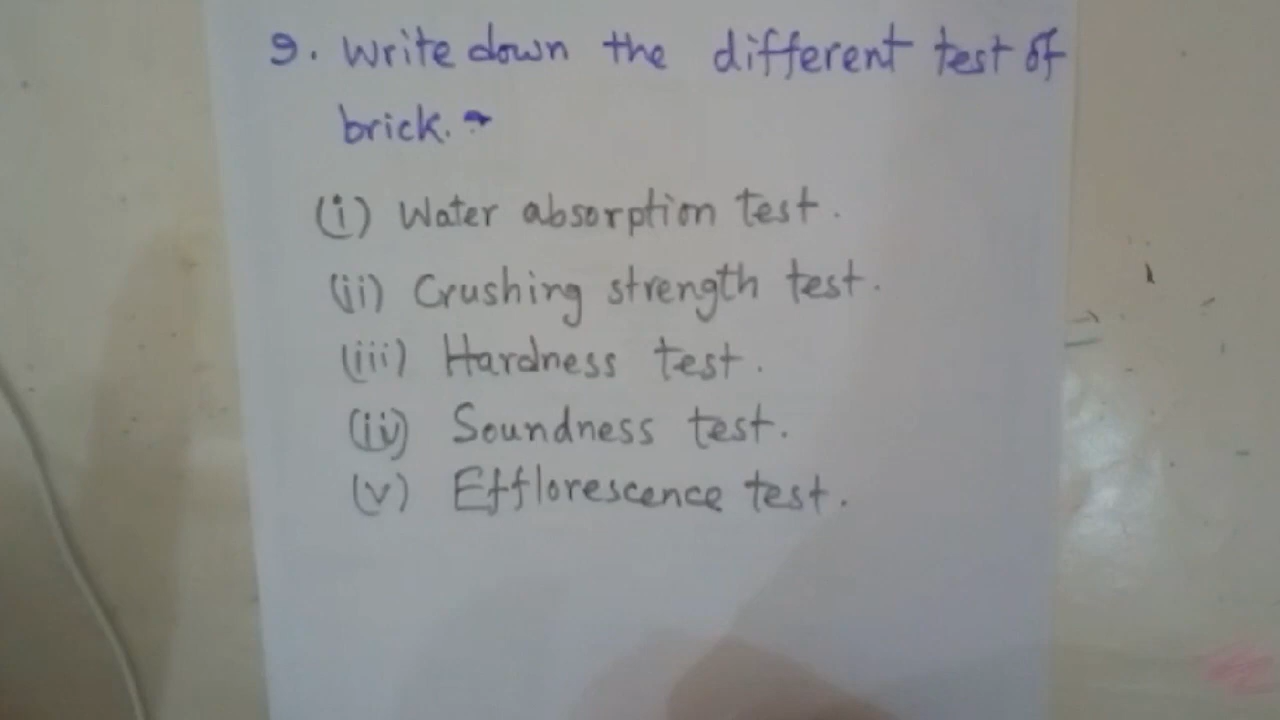 9. Write down the different test of
brick.
(i) Water absorption test.
(ii) Crushing strength test.
(iii) Hardness test.
(iv) Soundness test.
(v) Efflorescence test.